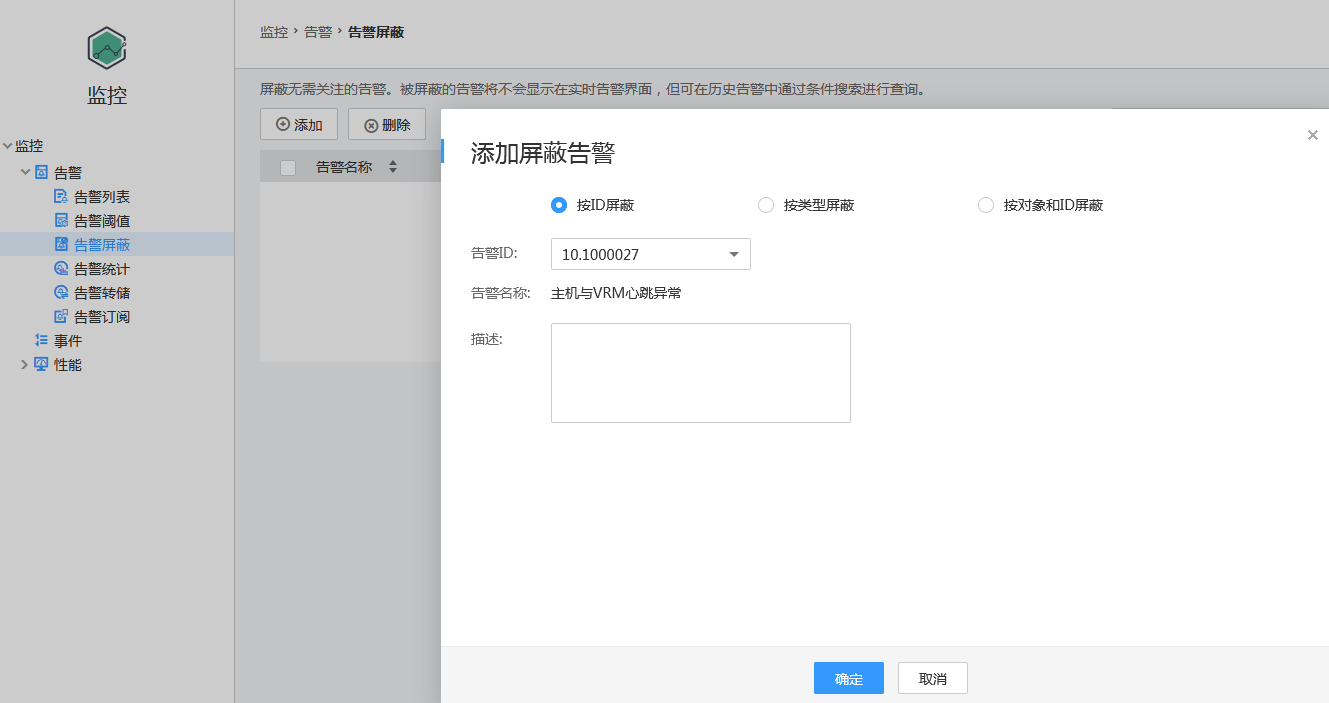 监控
监控
告警
告警列表
告警阈值
告警屏蔽
告警统计
告警转储
告警订阅
事件
性能
监控 › 告警 › 告警屏蔽
屏蔽无需关注的告警。被屏蔽的告警将不会显示在实时告警界面，但可在历史告警中通过条件搜索进行查询。
添加 删除
告警名称
添加屏蔽告警
按ID屏蔽 按类型屏蔽 按对象和ID屏蔽
告警ID: 10.1000027
告警名称: 主机与VRM心跳异常
描述:
确定 取消